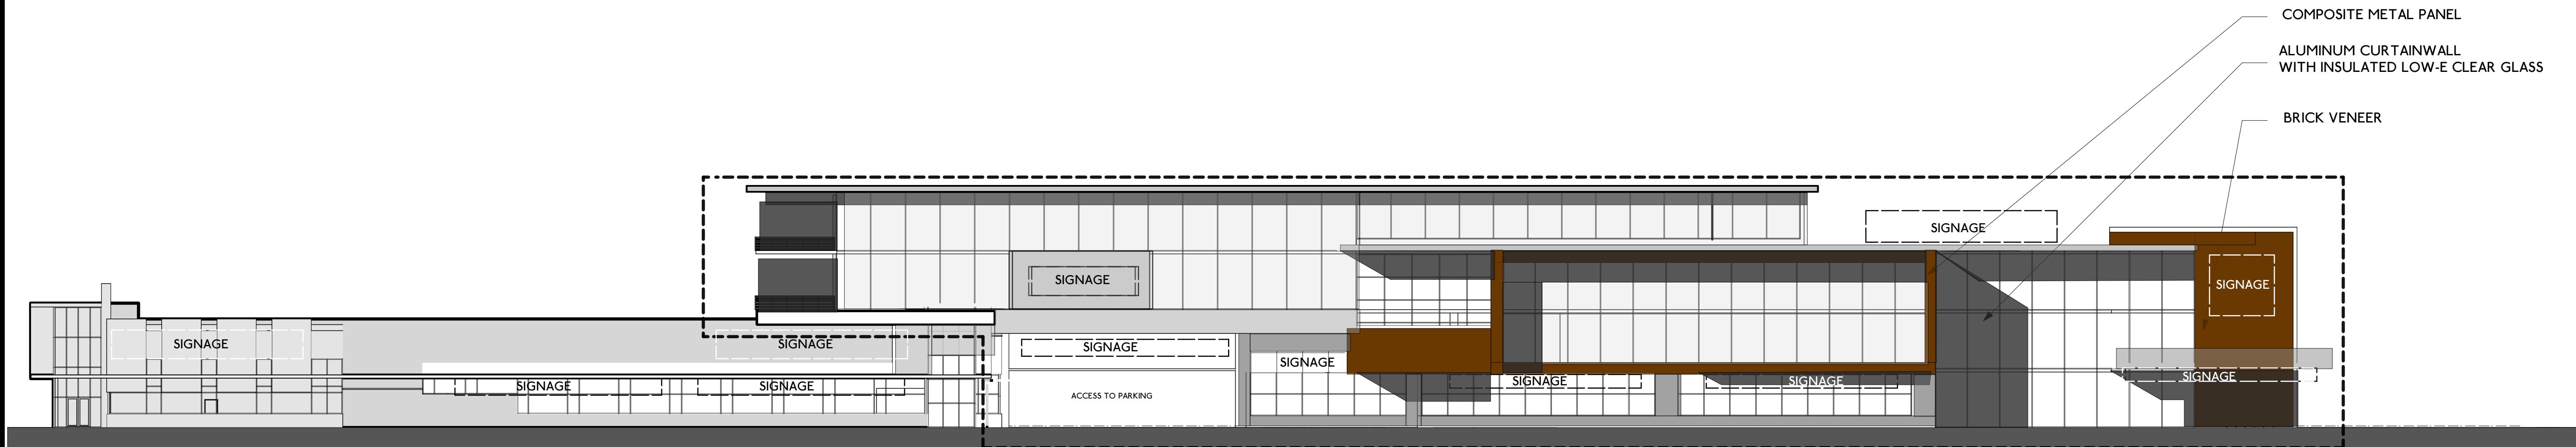 COMPOSITE METAL PANEL
ALUMINUM CURTAINWALL
WITH INSULATED LOW-E CLEAR GLASS
BRICK VENEER
SIGNAGE
SIGNAGE
SIGNAGE
SIGNAGE
SIGNAGE
SIGNAGE
SIGNAGE
SIGNAGE
SIGNAGE
SIGNAGE
SIGNAGE
SIGNAGE
ACCESS TO PARKING